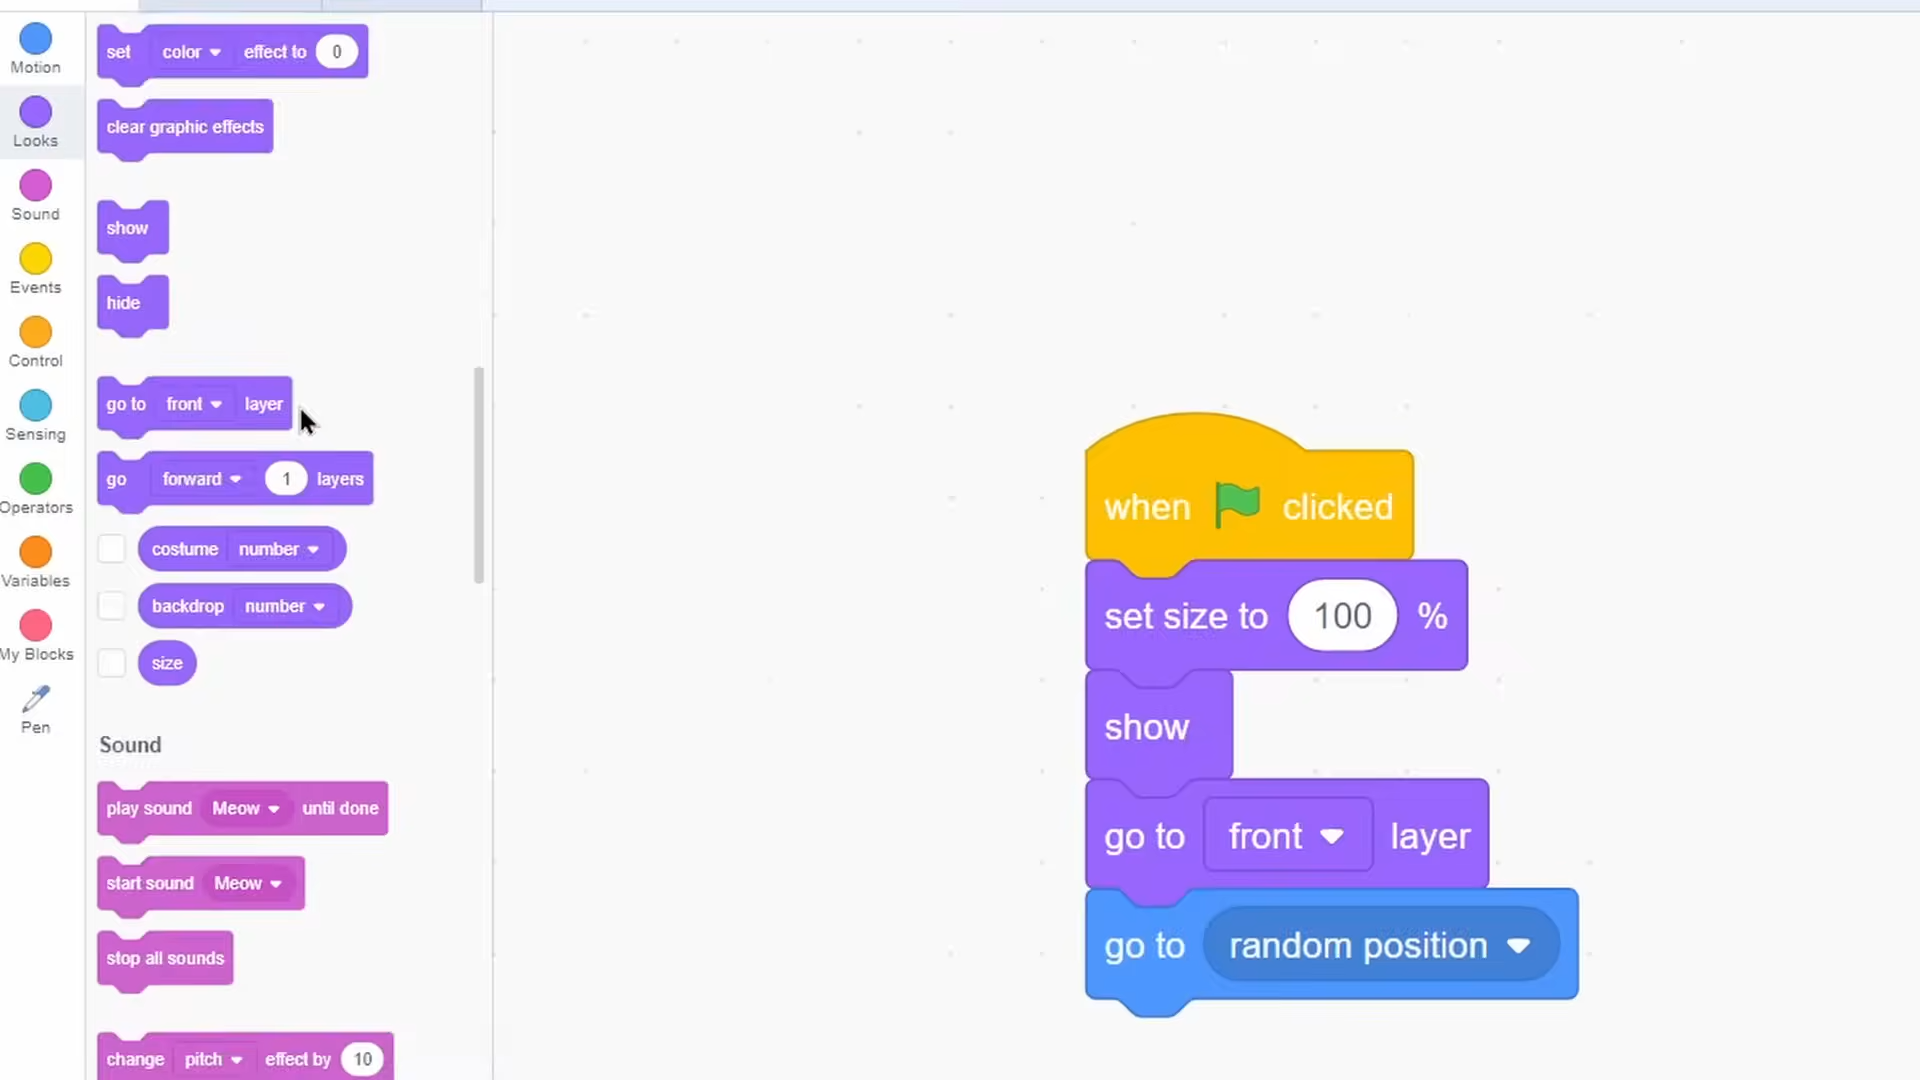 Motion
Looks
Sound
Events
Control
Sensing
Operators
Variables
My Blocks
Pen
set color effect to 0
clear graphic effects
show
hide
go to front layer
go forward 1 layers
costume number
backdrop number
size
Sound
play sound Meow until done
start sound Meow
stop all sounds
change pitch effect by 10
when clicked
set size to 100 %
show
go to front layer
go to random position